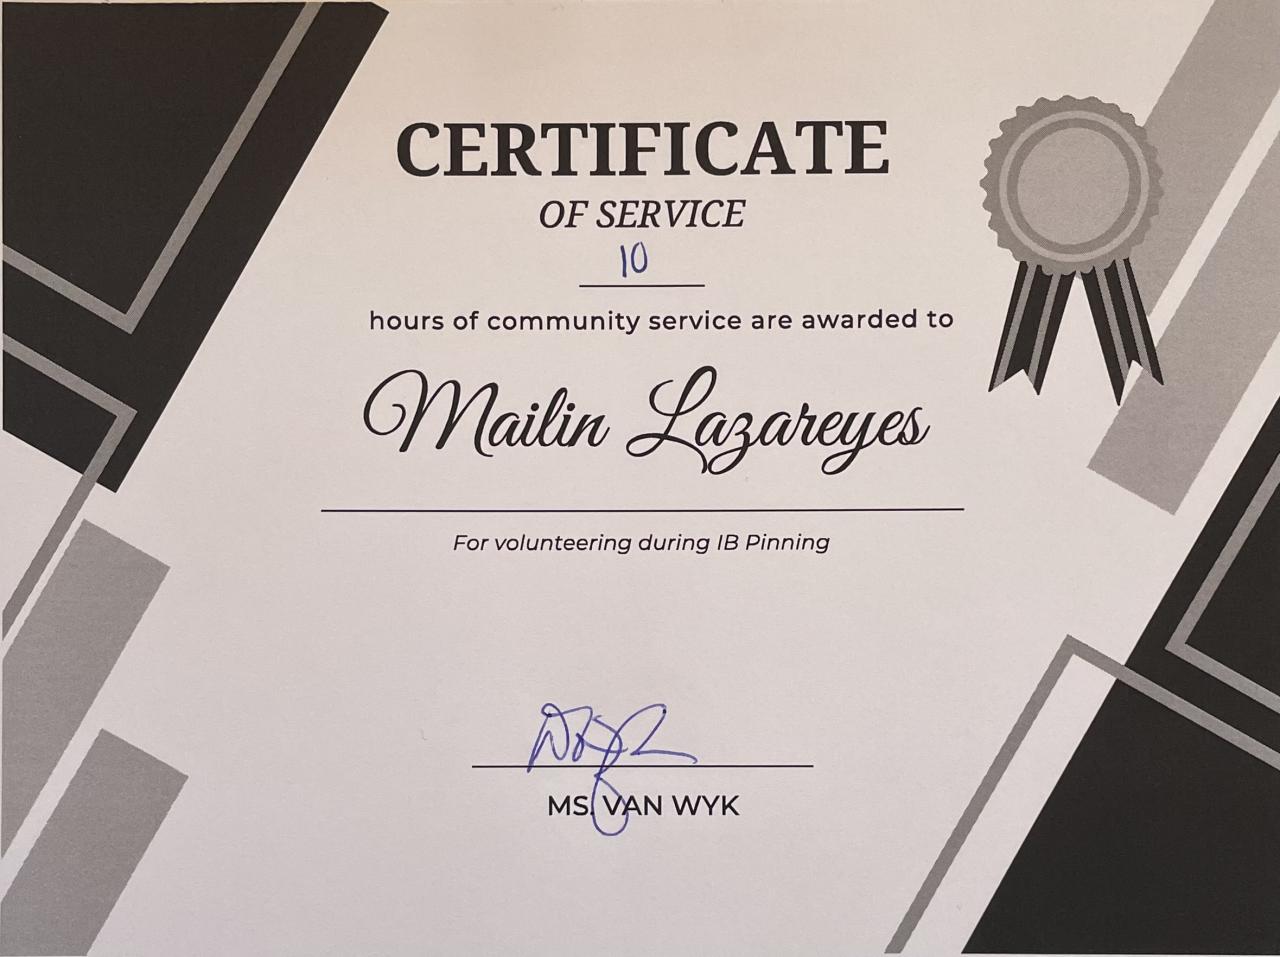 CERTIFICATE
OF SERVICE
10
hours of community service are awarded to
Mailin Lazareyes
For volunteering during IB Pinning
MS. VAN WYK